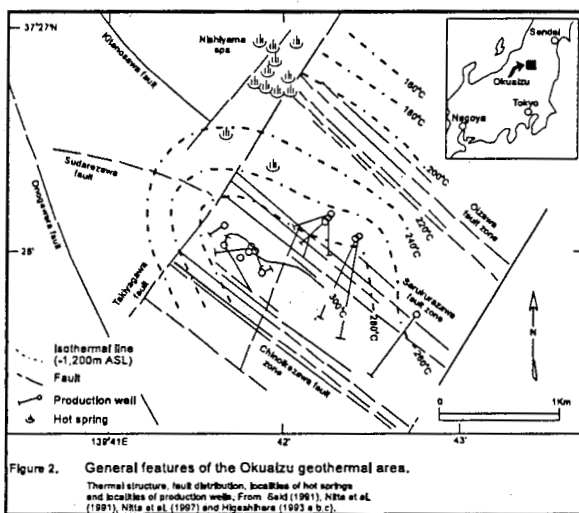 37°27'N
Nishiyama
spa
Kitanosawa fault
Sendai
Okuaizu
Tokyo
Nagoya
160°C
180°C
200°C
220°C
240°C
Oizawa
fault zone
Sudarezawa
fault
Onogawara fault
28'
Takiyagawa
fault
300°C
280°C
260°C
Sarukurazawa
fault zone
Chinoikezawa fault
zone
N
Isothermal line
(-1,200m ASL)
Fault
Production well
Hot spring
0 1Km
139°41E 42' 43'
Figure 2. General features of the Okuaizu geothermal area.
Thermal structure, fault distribution, localities of hot springs
and localities of production wells, From Seki (1991), Nitta et al.
(1991), Nitta et al. (1997) and Higashihara (1993 a b,c).